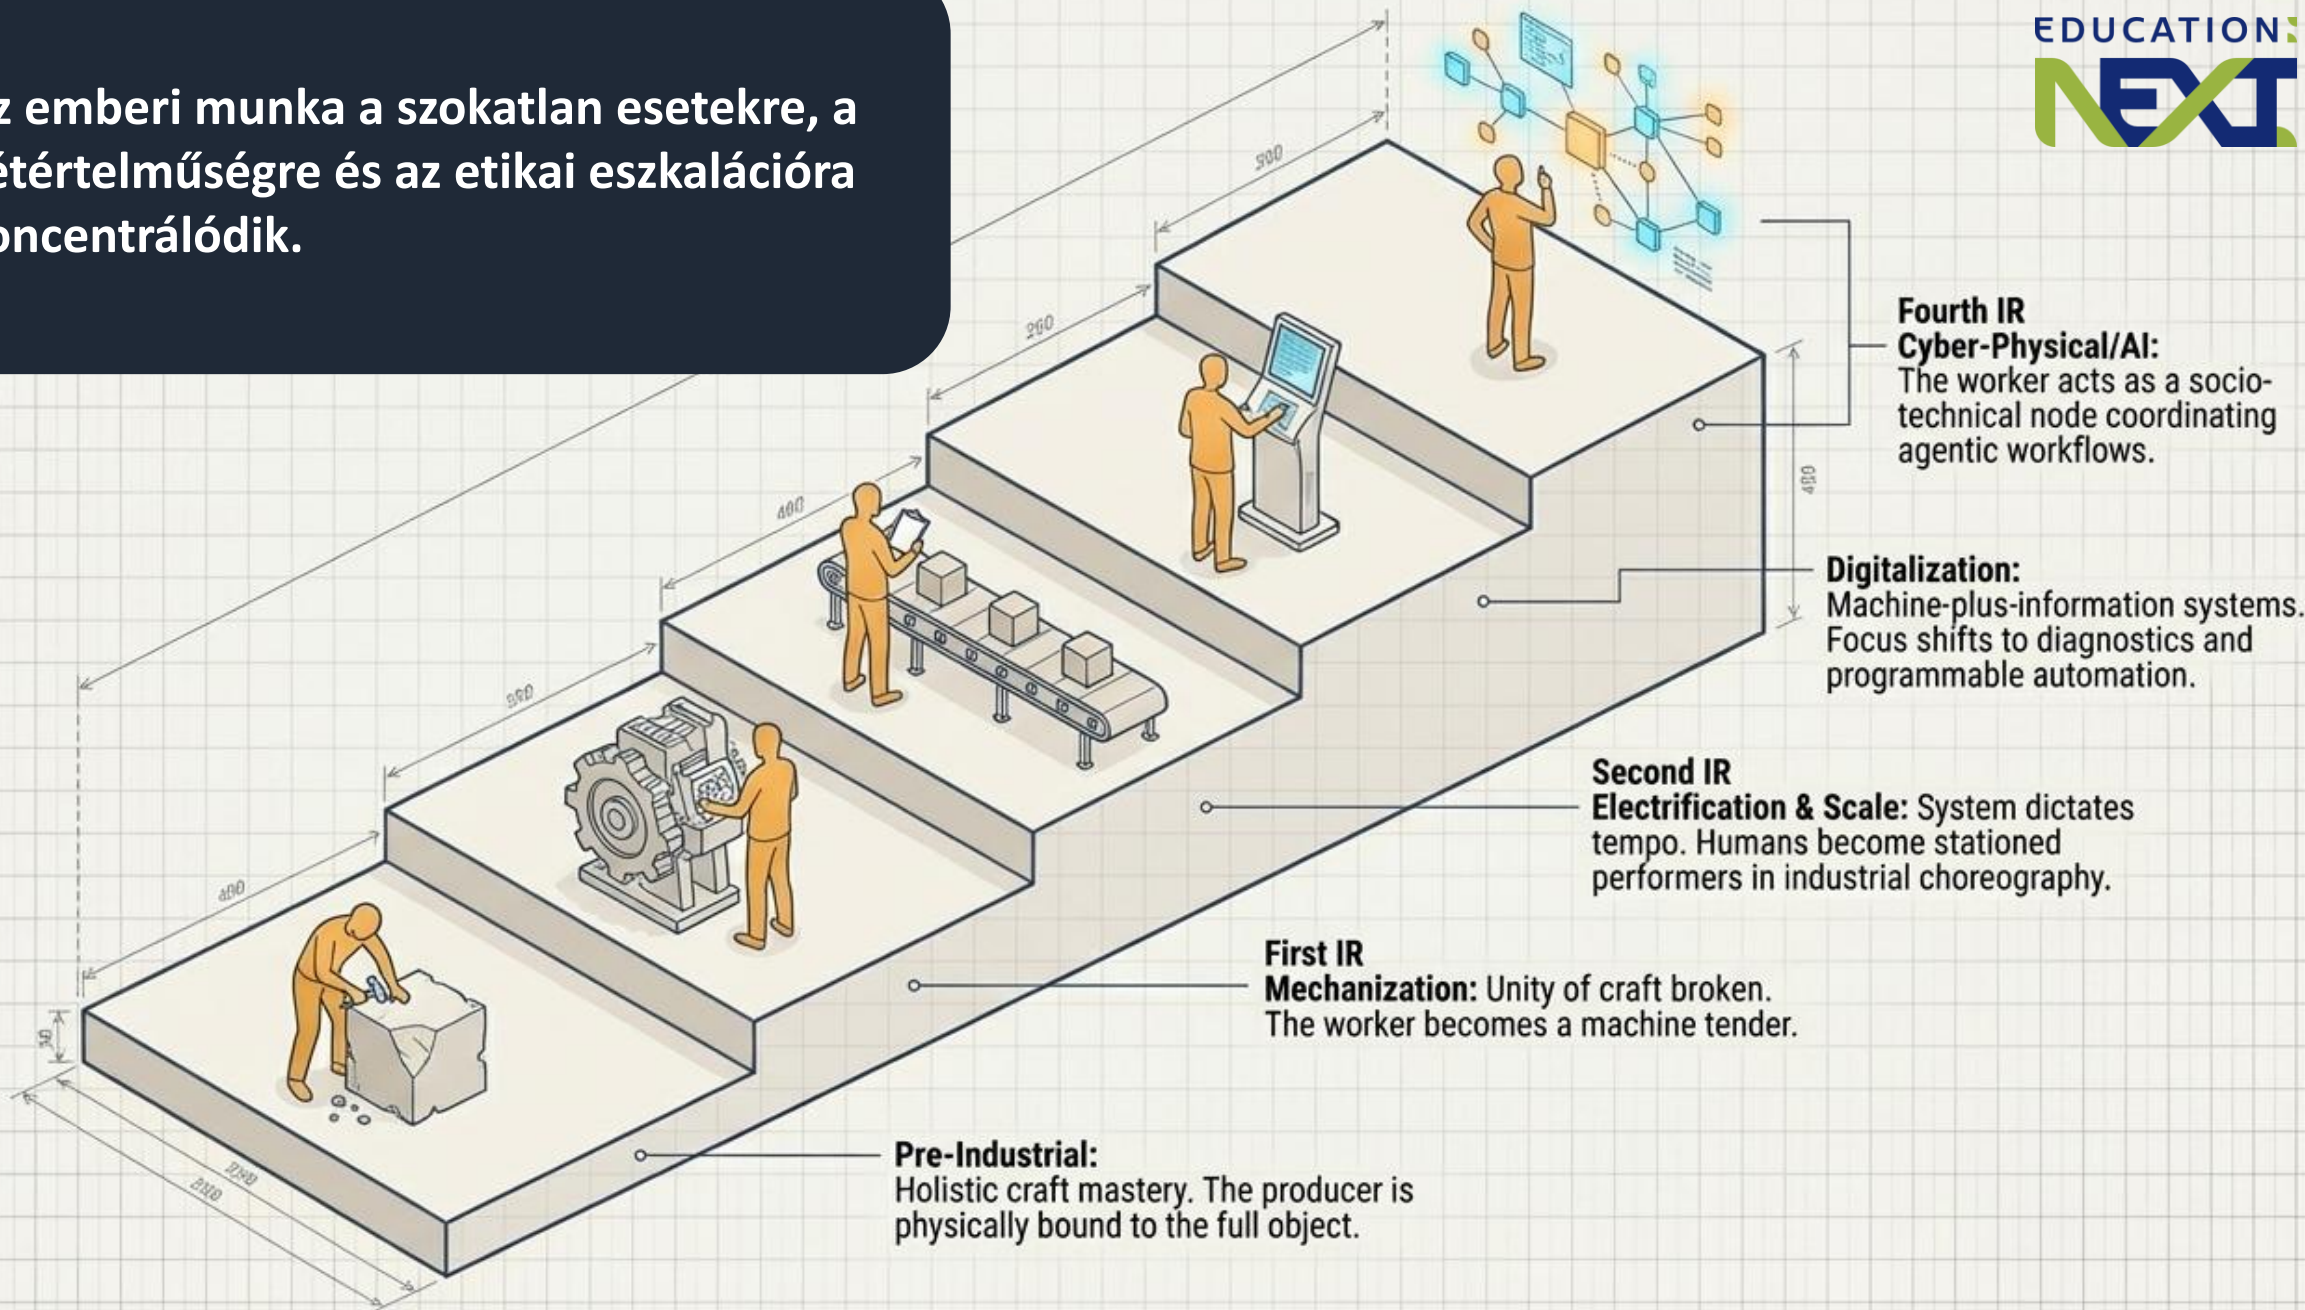 z emberi munka a szokatlan esetekre, a
étértelműségre és az etikai eszkalációra
oncentrálódik.
EDUCATION:
NEXT.
Fourth IR
Cyber-Physical/AI:
The worker acts as a socio-
technical node coordinating
agentic workflows.
Digitalization:
Machine-plus-information systems.
Focus shifts to diagnostics and
programmable automation.
Second IR
Electrification & Scale: System dictates
tempo. Humans become stationed
performers in industrial choreography.
First IR
Mechanization: Unity of craft broken.
The worker becomes a machine tender.
Pre-Industrial:
Holistic craft mastery. The producer is
physically bound to the full object.